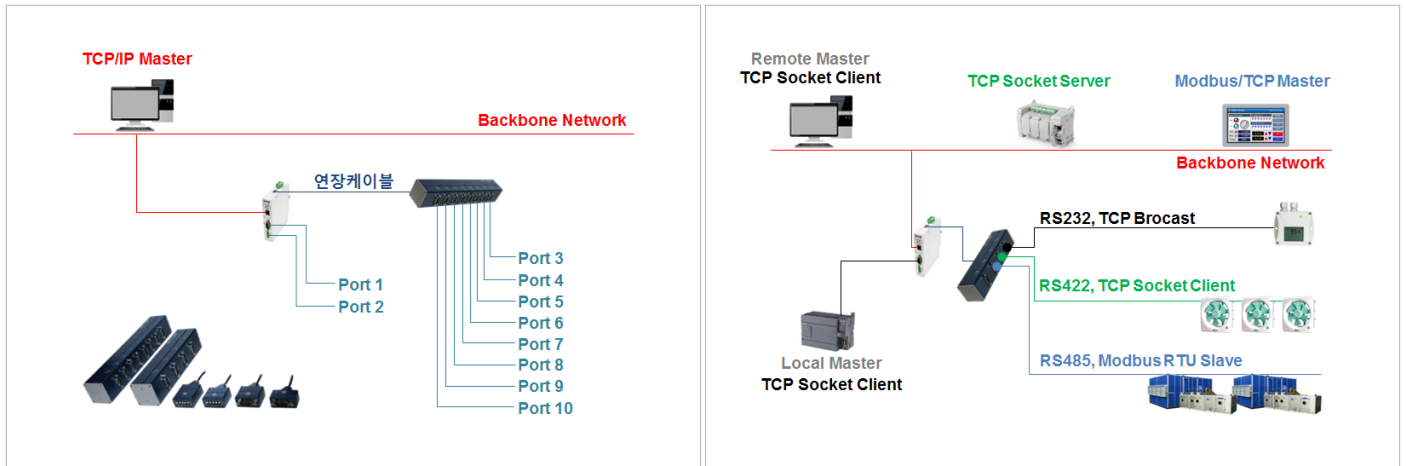 TCP/IP Master
Backbone Network
연장케이블
Port 1
Port 2
Port 3
Port 4
Port 5
Port 6
Port 7
Port 8
Port 9
Port 10
Remote Master
TCP Socket Client
TCP Socket Server
Modbus/TCP Master
Backbone Network
RS232, TCP Brocast
RS422, TCP Socket Client
RS485, Modbus RTU Slave
Local Master
TCP Socket Client